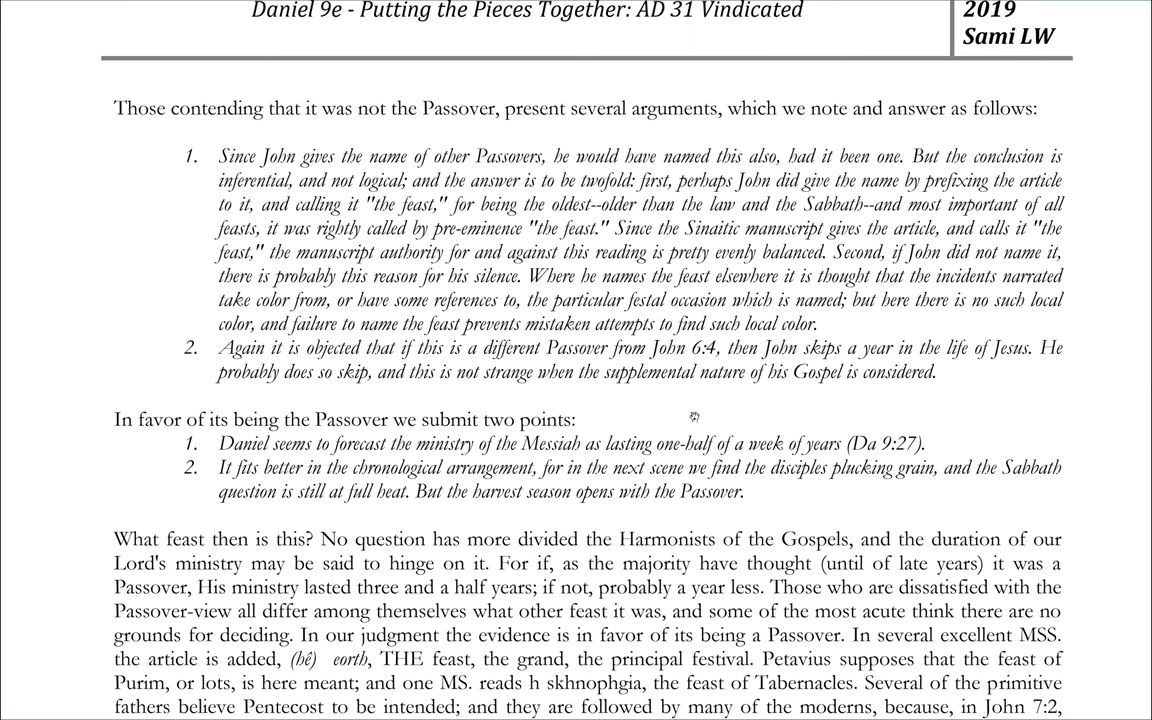 Daniel 9e - Putting the Pieces Together: AD 31 Vindicated
2019
Sami LW
Those contending that it was not the Passover, present several arguments, which we note and answer as follows:
1. Since John gives the name of other Passovers, he would have named this also, had it been one. But the conclusion is
inferential, and not logical; and the answer is to be twofold: first, perhaps John did give the name by prefixing the article
to it, and calling it "the feast," for being the oldest--older than the law and the Sabbath--and most important of all
feasts, it was rightly called by pre-eminence "the feast." Since the Sinaitic manuscript gives the article, and calls it "the
feast," the manuscript authority for and against this reading is pretty evenly balanced. Second, if John did not name it,
there is probably this reason for his silence. Where he names the feast elsewhere it is thought that the incidents narrated
take color from, or have some references to, the particular festal occasion which is named; but here there is no such local
color, and failure to name the feast prevents mistaken attempts to find such local color.
2. Again it is objected that if this is a different Passover from John 6:4, then John skips a year in the life of Jesus. He
probably does so skip, and this is not strange when the supplemental nature of his Gospel is considered.
In favor of its being the Passover we submit two points:
1. Daniel seems to forecast the ministry of the Messiah as lasting one-half of a week of years (Da 9:27).
2. It fits better in the chronological arrangement, for in the next scene we find the disciples plucking grain, and the Sabbath
question is still at full heat. But the harvest season opens with the Passover.
What feast then is this? No question has more divided the Harmonists of the Gospels, and the duration of our
Lord's ministry may be said to hinge on it. For if, as the majority have thought (until of late years) it was a
Passover, His ministry lasted three and a half years; if not, probably a year less. Those who are dissatisfied with the
Passover-view all differ among themselves what other feast it was, and some of the most acute think there are no
grounds for deciding. In our judgment the evidence is in favor of its being a Passover. In several excellent MSS.
the article is added, (hê) eorth, THE feast, the grand, the principal festival. Petavius supposes that the feast of
Purim, or lots, is here meant; and one MS. reads h skhnophgia, the feast of Tabernacles. Several of the primitive
fathers believe Pentecost to be intended; and they are followed by many of the moderns, because, in John 7:2,